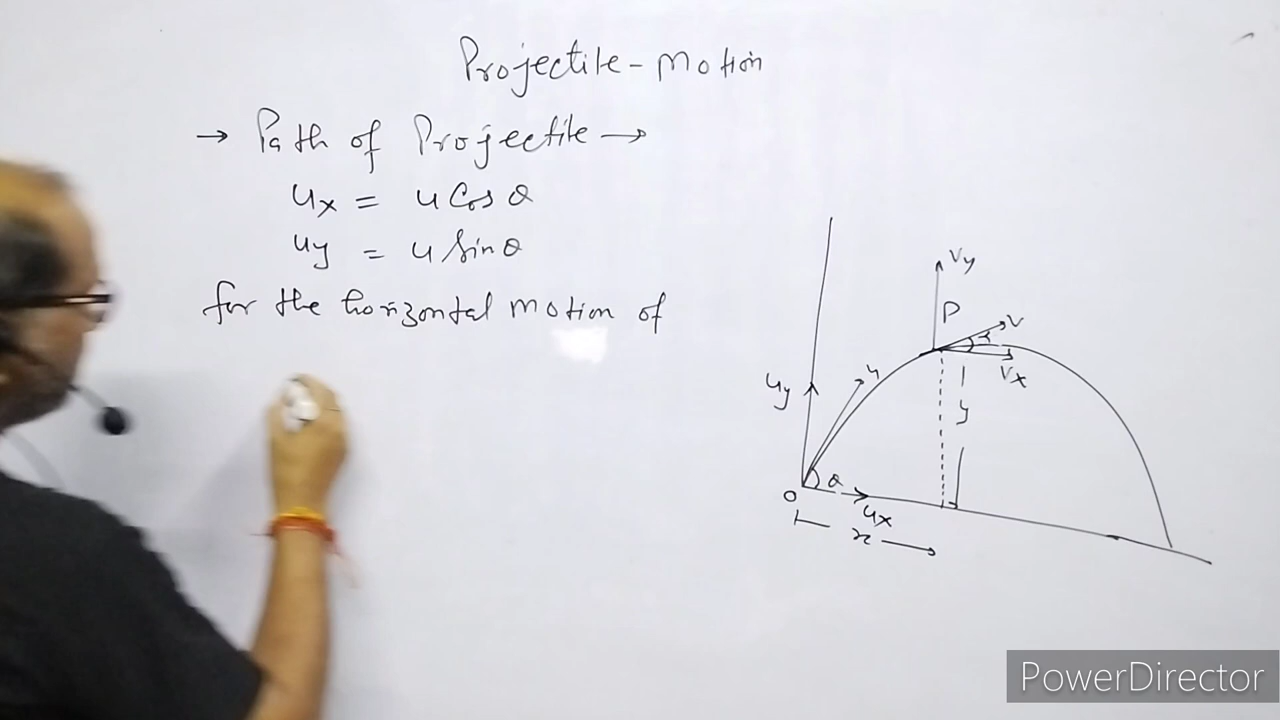 Projectile - Motion
→ Path of Projectile →
ux = u Cos θ
uy = u Sin θ
for the horizontal motion of
Vy
P
V
α
Vx
uy
u
y
θ
O
ux
x
PowerDirector